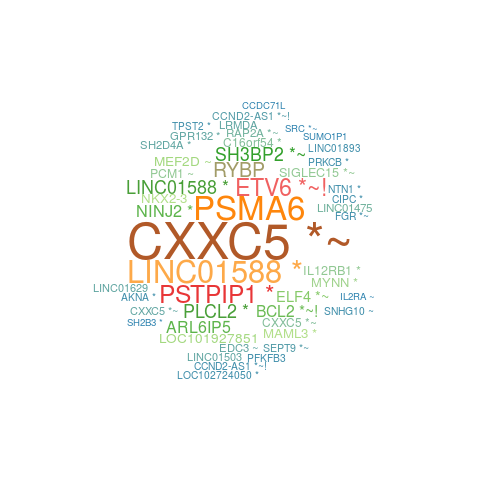 CCDC71L
CCND2-AS1 *~!
TPST2 * LRMDA
SRC *~
GPR132 * RAP2A *~
SUMO1P1
SH2D4A * C16orf54 *
LINC01893
SH3BP2 *~
MEF2D ~
PRKCB *
PCM1 ~ RYBP SIGLEC15 *~
LINC01588 * ETV6 *~! NTN1 *
NKX2-3 CIPC *
NINJ2 * PSMA6 LINC01475
FGR *~
CXXC5 *~
LINC01588 * IL12RB1 *
MYNN *
LINC01629
AKNA * PSTPIP1 * ELF4 *~ IL2RA ~
CXXC5 *~ PLCL2 * BCL2 *~! SNHG10 ~
SH2B3 * ARL6IP5 CXXC5 *~
LOC101927851 MAML3 *
EDC3 ~ SEPT9 *~
LINC01503 PFKFB3
CCND2-AS1 *~!
LOC102724050 *